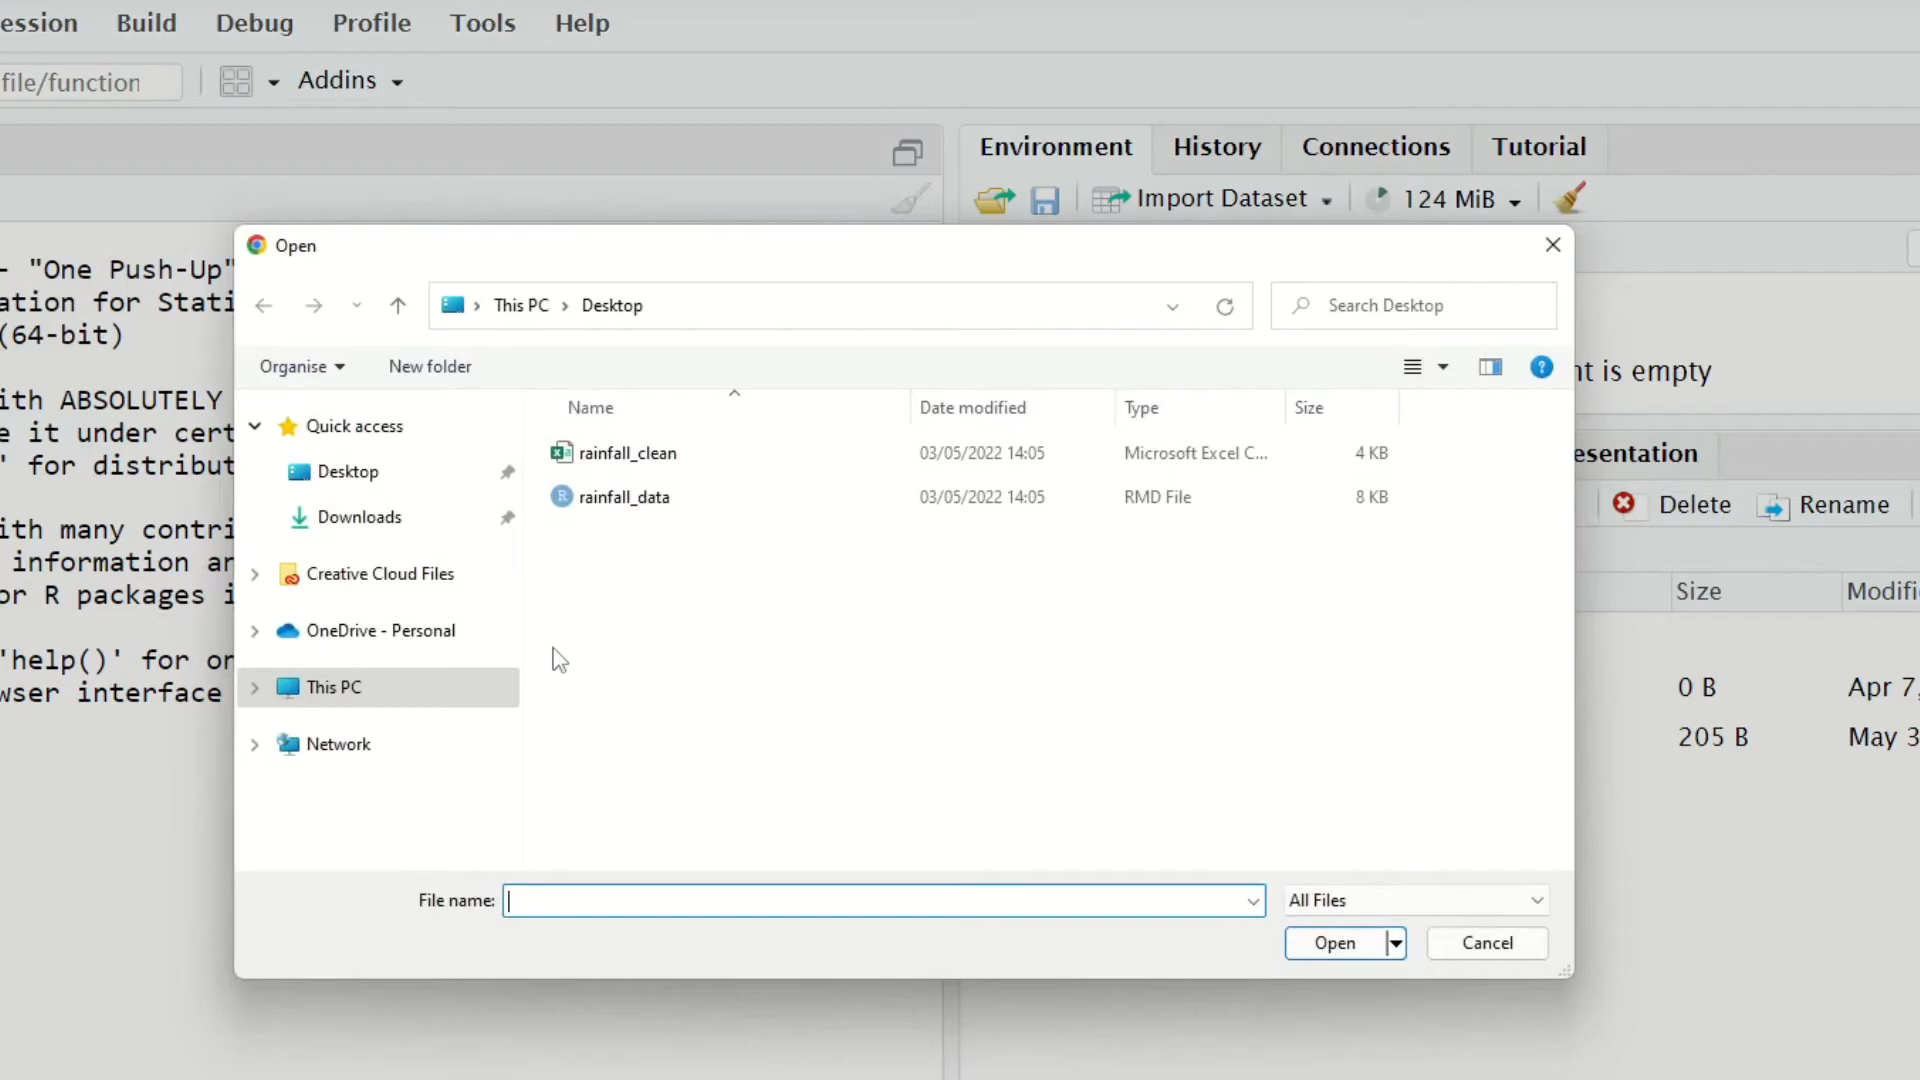 ession Build Debug Profile Tools Help
file/function Addins
Environment History Connections Tutorial
Import Dataset 124 MiB
- "One Push-Up"
ation for Stati
(64-bit)
ith ABSOLUTELY
e it under cert
' for distribut
ith many contri
information an
or R packages i
'help()' for or
wser interface
Open
This PC Desktop
Search Desktop
Organise New folder
Name Date modified Type Size
rainfall_clean 03/05/2022 14:05 Microsoft Excel C... 4 KB
rainfall_data 03/05/2022 14:05 RMD File 8 KB
Quick access
Desktop
Downloads
Creative Cloud Files
OneDrive - Personal
This PC
Network
File name: All Files
Open Cancel
nt is empty
esentation
Delete Rename
Size Modifi
0 B Apr 7,
205 B May 3